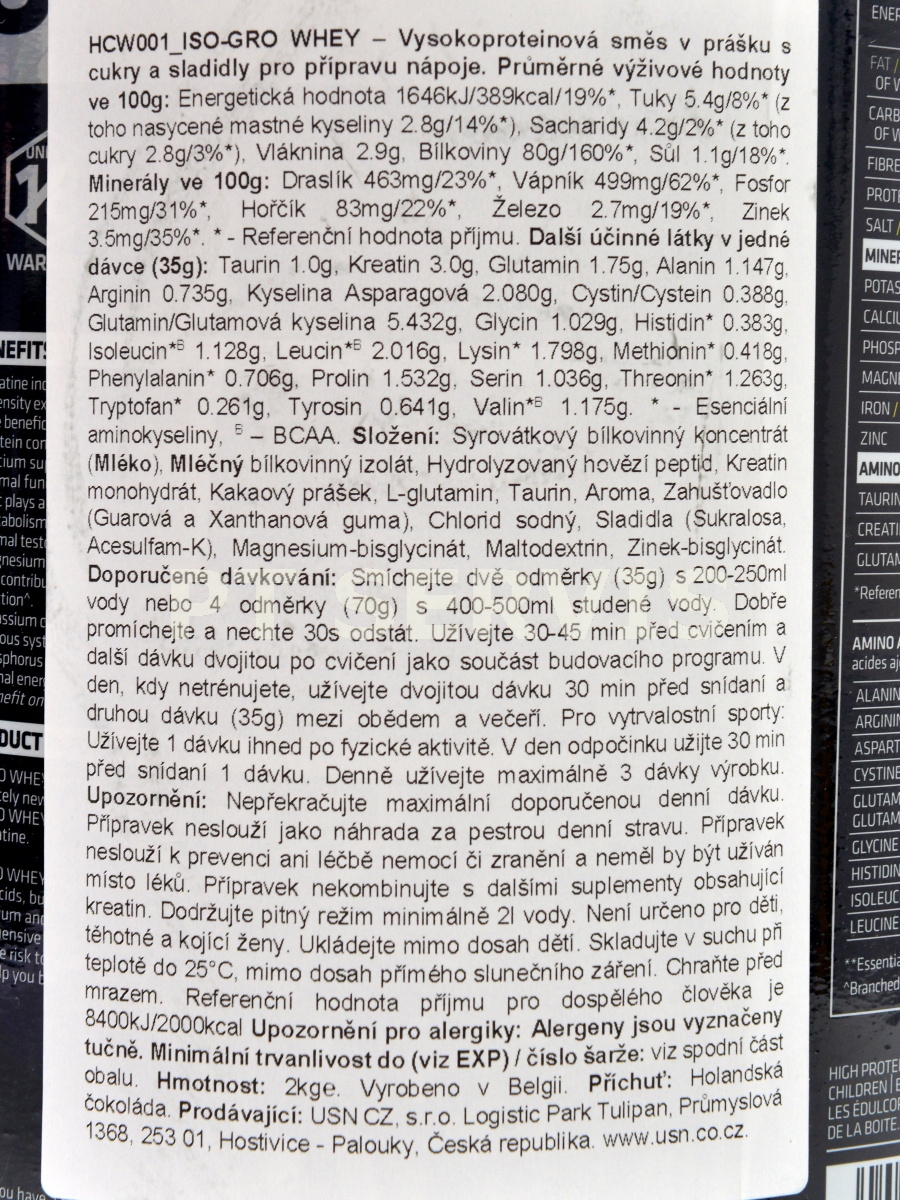 HCW001_ISO-GRO WHEY – Vysokoproteinová směs v prášku s
cukry a sladidly pro přípravu nápoje. Průměrné výživové hodnoty
ve 100g: Energetická hodnota 1646kJ/389kcal/19%*, Tuky 5.4g/8%* (z
toho nasycené mastné kyseliny 2.8g/14%*), Sacharidy 4.2g/2%* (z toho
cukry 2.8g/3%*), Vláknina 2.9g, Bílkoviny 80g/160%*, Sůl 1.1g/18%*.
Minerály ve 100g: Draslík 463mg/23%*, Vápník 499mg/62%*, Fosfor
215mg/31%*, Hořčík 83mg/22%*, Železo 2.7mg/19%*, Zinek
3.5mg/35%*. * - Referenční hodnota příjmu. Další účinné látky v jedné
dávce (35g): Taurin 1.0g, Kreatin 3.0g, Glutamin 1.75g, Alanin 1.147g,
Arginin 0.735g, Kyselina Asparagová 2.080g, Cystin/Cystein 0.388g,
Glutamin/Glutamová kyselina 5.432g, Glycin 1.029g, Histidin* 0.383g,
Isoleucin*ᴮ 1.128g, Leucin*ᴮ 2.016g, Lysin* 1.798g, Methionin* 0.418g,
Phenylalanin* 0.706g, Prolin 1.532g, Serin 1.036g, Threonin* 1.263g,
Tryptofan* 0.261g, Tyrosin 0.641g, Valin*ᴮ 1.175g. * - Esenciální
aminokyseliny, ᴮ – BCAA. Složení: Syrovátkový bílkovinný koncentrát
(Mléko), Mléčný bílkovinný izolát, Hydrolyzovaný hovězí peptid, Kreatin
monohydrát, Kakaový prášek, L-glutamin, Taurin, Aroma, Zahušťovadlo
(Guarová a Xanthanová guma), Chlorid sodný, Sladidla (Sukralosa,
Acesulfam-K), Magnesium-bisglycinát, Maltodextrin, Zinek-bisglycinát.
Doporučené dávkování: Smíchejte dvě odměrky (35g) s 200-250ml
vody nebo 4 odměrky (70g) s 400-500ml studené vody. Dobře
promíchejte a nechte 30s odstát. Užívejte 30-45 min před cvičením a
další dávku dvojitou po cvičení jako součást budovacího programu. V
den, kdy netrénujete, užívejte dvojitou dávku 30 min před snídaní a
druhou dávku (35g) mezi obědem a večeří. Pro vytrvalostní sporty:
Užívejte 1 dávku ihned po fyzické aktivitě. V den odpočinku užijte 30 min
před snídaní 1 dávku. Denně užívejte maximálně 3 dávky výrobku.
Upozornění: Nepřekračujte maximální doporučenou denní dávku.
Přípravek neslouží jako náhrada za pestrou denní stravu. Přípravek
neslouží k prevenci ani léčbě nemocí či zranění a neměl by být užíván
místo léků. Přípravek nekombinujte s dalšími suplementy obsahující
kreatin. Dodržujte pitný režim minimálně 2l vody. Není určeno pro děti,
těhotné a kojící ženy. Ukládejte mimo dosah dětí. Skladujte v suchu při
teplotě do 25°C, mimo dosah přímého slunečního záření. Chraňte před
mrazem. Referenční hodnota příjmu pro dospělého člověka je
8400kJ/2000kcal Upozornění pro alergiky: Alergeny jsou vyznačeny
tučně. Minimální trvanlivost do (viz EXP) / číslo šarže: viz spodní část
obalu. Hmotnost: 2kge. Vyrobeno v Belgii. Příchuť: Holandská
čokoláda. Prodávající: USN CZ, s.r.o. Logistic Park Tulipan, Průmyslová
1368, 253 01, Hostivice - Palouky, Česká republika. www.usn.co.cz.
FAT /
OF
FIBRE
SALT /
ZINC
GLYCINE
LEUCINE
HIGH
CHILDREN
DE LA BOITE.